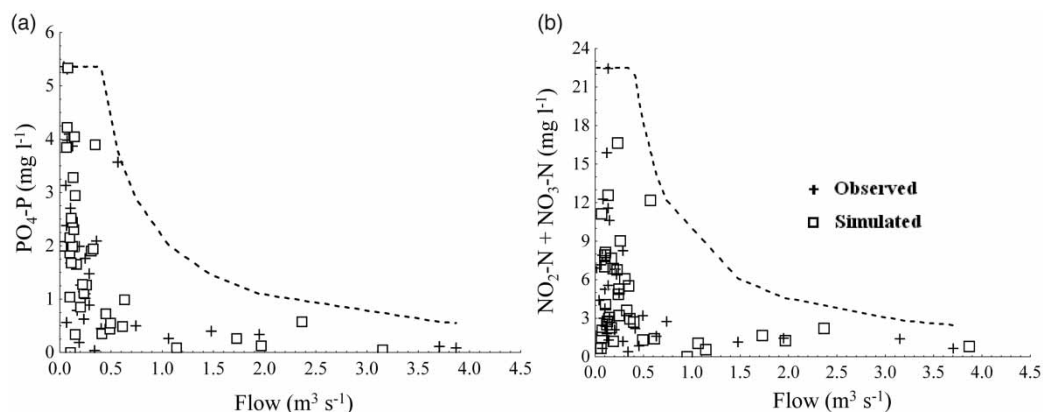 (a)
PO₄-P (mg l⁻¹)
6
5
4
3
2
1
0
0.0 0.5 1.0 1.5 2.0 2.5 3.0 3.5 4.0 4.5
Flow (m³ s⁻¹)
(b)
NO₂-N + NO₃-N (mg l⁻¹)
24
21
18
15
12
9
6
3
0
0.0 0.5 1.0 1.5 2.0 2.5 3.0 3.5 4.0 4.5
Flow (m³ s⁻¹)
Observed
Simulated